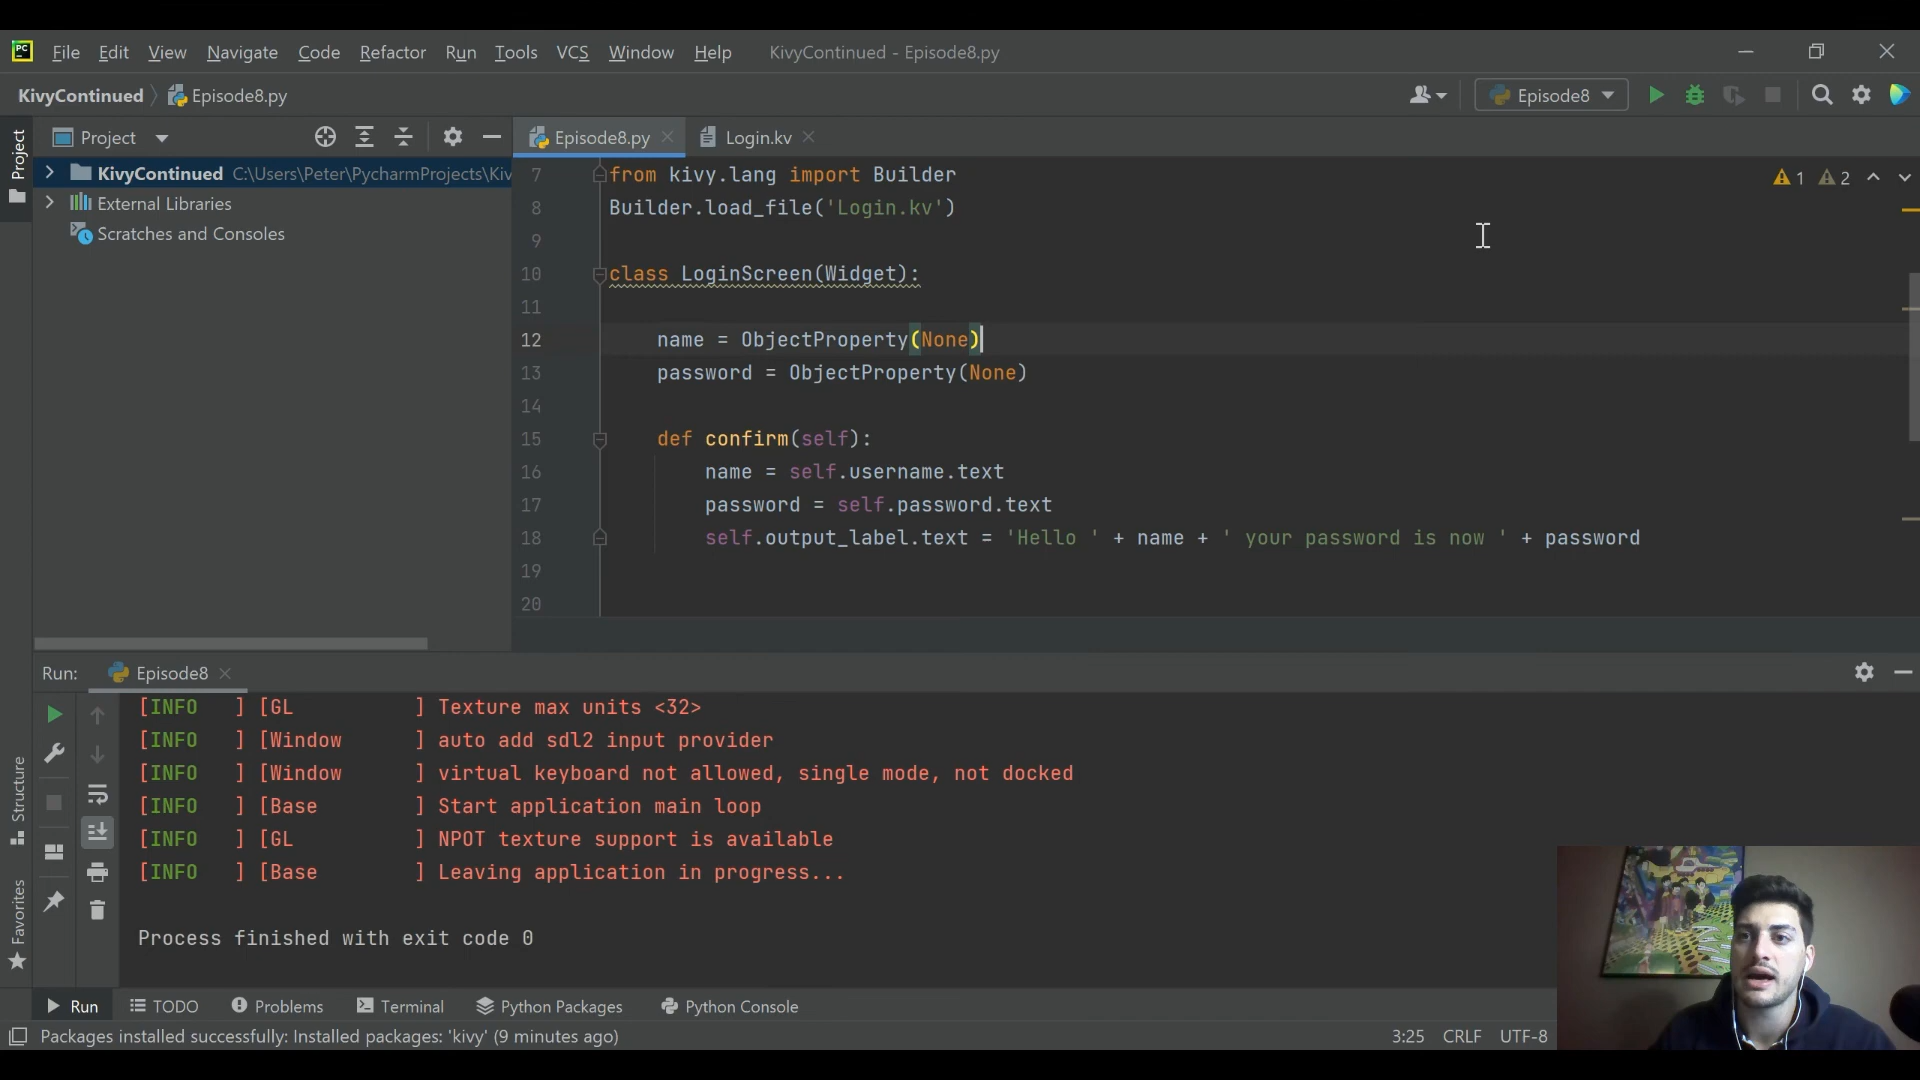 PC File Edit View Navigate Code Refactor Run Tools VCS Window Help KivyContinued - Episode8.py
KivyContinued Episode8.py Episode8
Project Episode8.py Login.kv
KivyContinued C:\Users\Peter\PycharmProjects\Kiv
External Libraries
Scratches and Consoles
Project
1 2
7 from kivy.lang import Builder
8 Builder.load_file('Login.kv')
9
10 class LoginScreen(Widget):
11
12 name = ObjectProperty(None)
13 password = ObjectProperty(None)
14
15 def confirm(self):
16 name = self.username.text
17 password = self.password.text
18 self.output_label.text = 'Hello ' + name + ' your password is now ' + password
19
20
Run: Episode8
[INFO ] [GL ] Texture max units <32>
[INFO ] [Window ] auto add sdl2 input provider
[INFO ] [Window ] virtual keyboard not allowed, single mode, not docked
[INFO ] [Base ] Start application main loop
[INFO ] [GL ] NPOT texture support is available
[INFO ] [Base ] Leaving application in progress...
Process finished with exit code 0
Structure
Favorites
Run TODO Problems Terminal Python Packages Python Console
Packages installed successfully: Installed packages: 'kivy' (9 minutes ago) 3:25 CRLF UTF-8